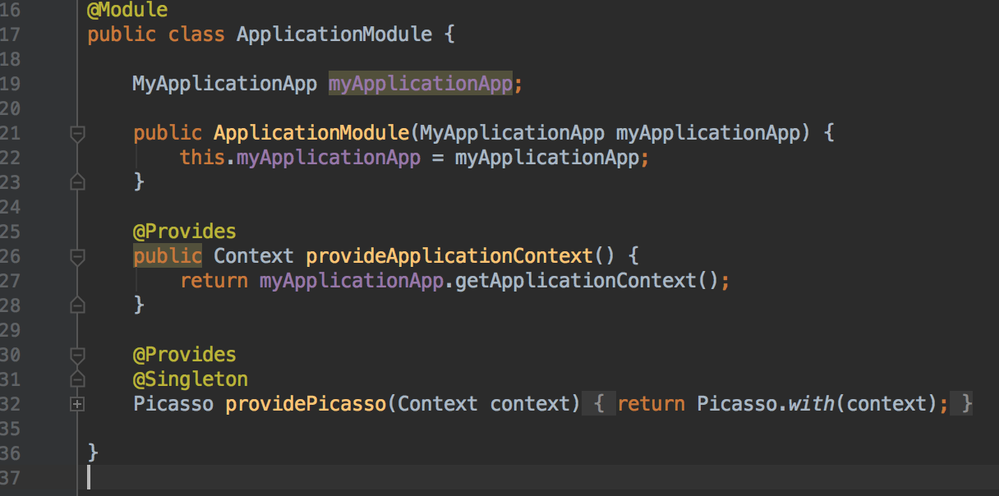 16 @Module
17 public class ApplicationModule {
18
19 MyApplicationApp myApplicationApp;
20
21 public ApplicationModule(MyApplicationApp myApplicationApp) {
22 this.myApplicationApp = myApplicationApp;
23 }
24
25 @Provides
26 public Context provideApplicationContext() {
27 return myApplicationApp.getApplicationContext();
28 }
29
30 @Provides
31 @Singleton
32 Picasso providePicasso(Context context) { return Picasso.with(context); }
35
36 }
37